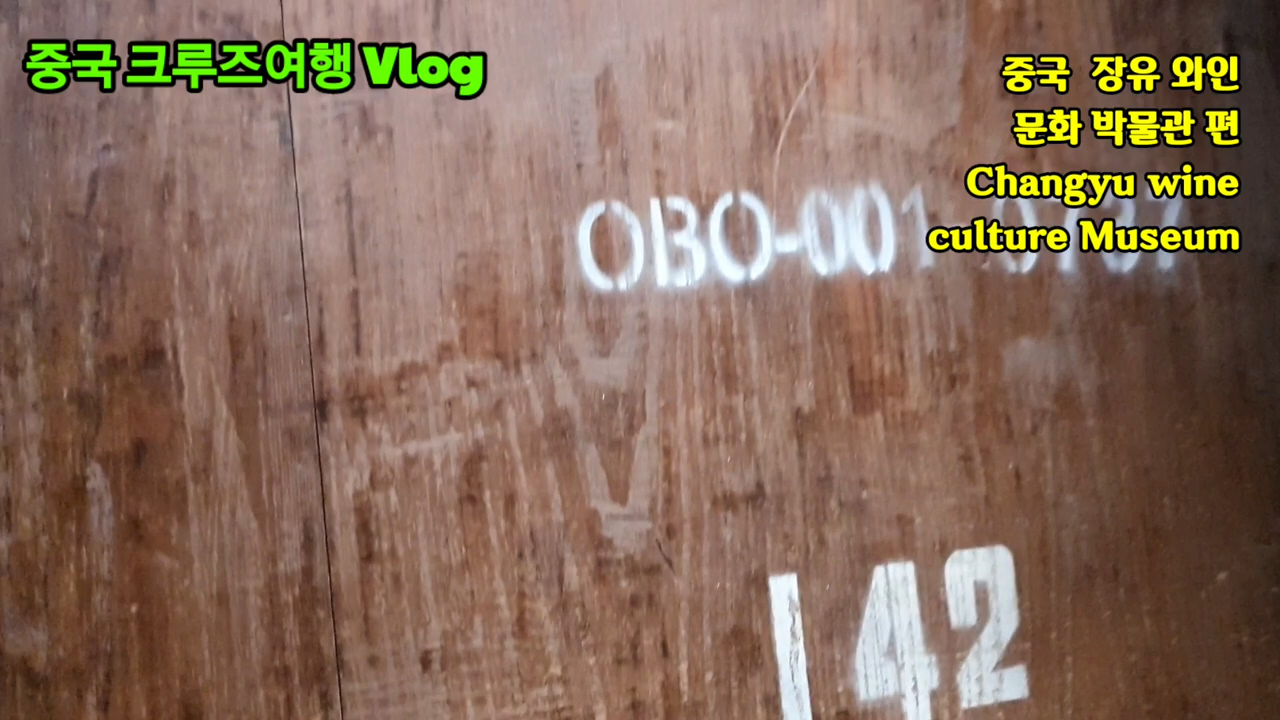 중국 크루즈여행 Vlog
중국 장유 와인
문화 박물관 편
Changyu wine
culture Museum
OBO-001
142